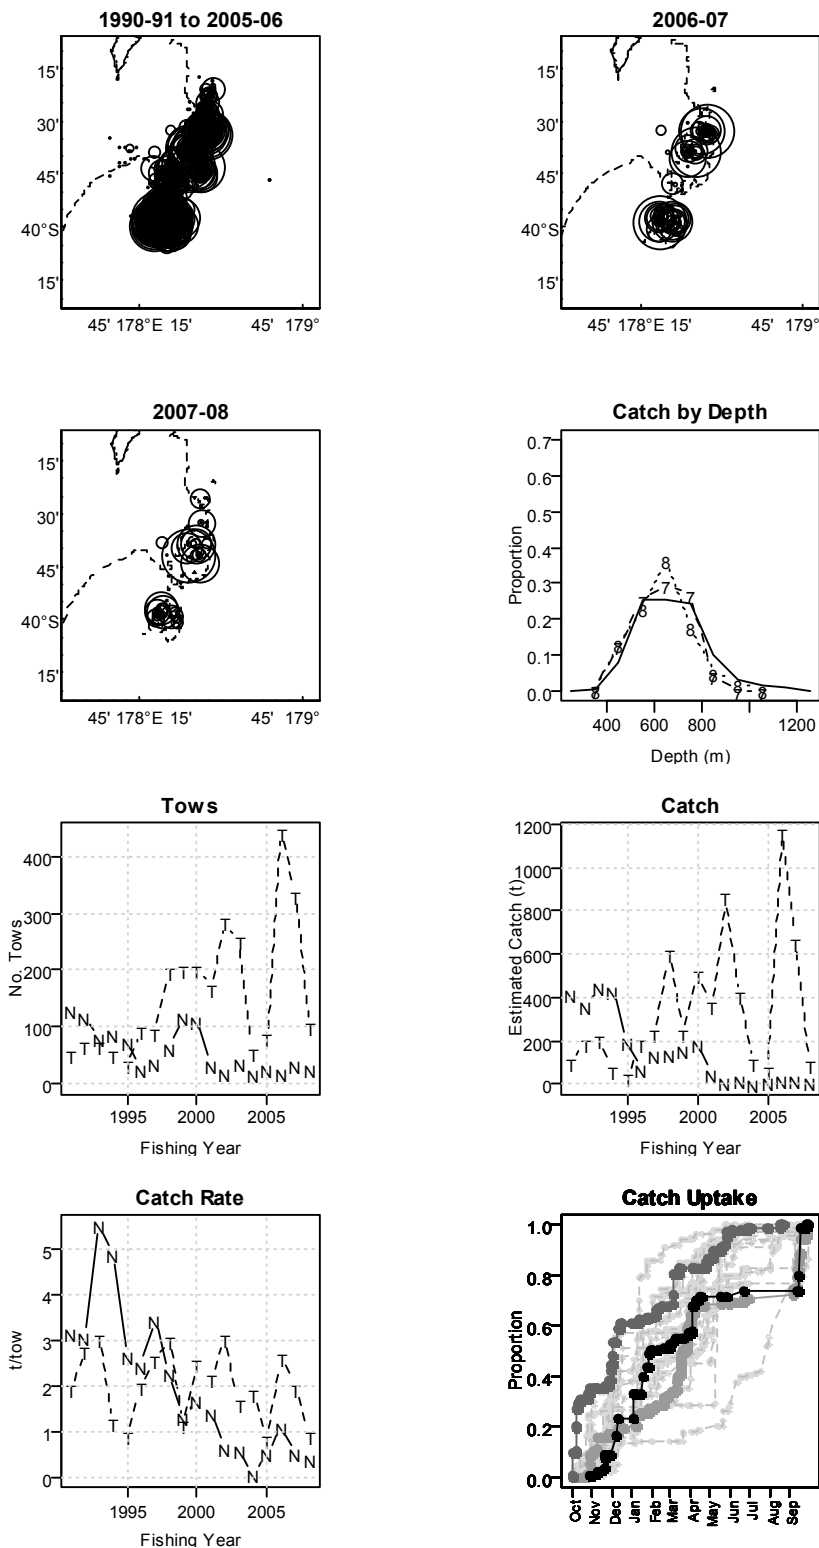 1990-91 to 2005-06
15'
30'
45'
40°S
15'
45' 178°E 15' 45' 179°
2006-07
15'
30'
45'
40°S
15'
45' 178°E 15' 45' 179°
2007-08
15'
30'
45'
40°S
15'
45' 178°E 15' 45' 179°
Catch by Depth
Proportion
0.7
0.6
0.5
0.4
0.3
0.2
0.1
0.0
400 600 800 1200
Depth (m)
Tows
No. Tows
400
300
200
100
0
1995 2000 2005
Fishing Year
Catch
Estimated Catch (t)
1200
1000
800
600
400
200
0
1995 2000 2005
Fishing Year
Catch Rate
t/tow
5
4
3
2
1
0
1995 2000 2005
Fishing Year
Catch Uptake
Proportion
1.0
0.8
0.6
0.4
0.2
0.0
Oct Nov Dec Jan Feb Mar Apr May Jun Jul Aug Sep